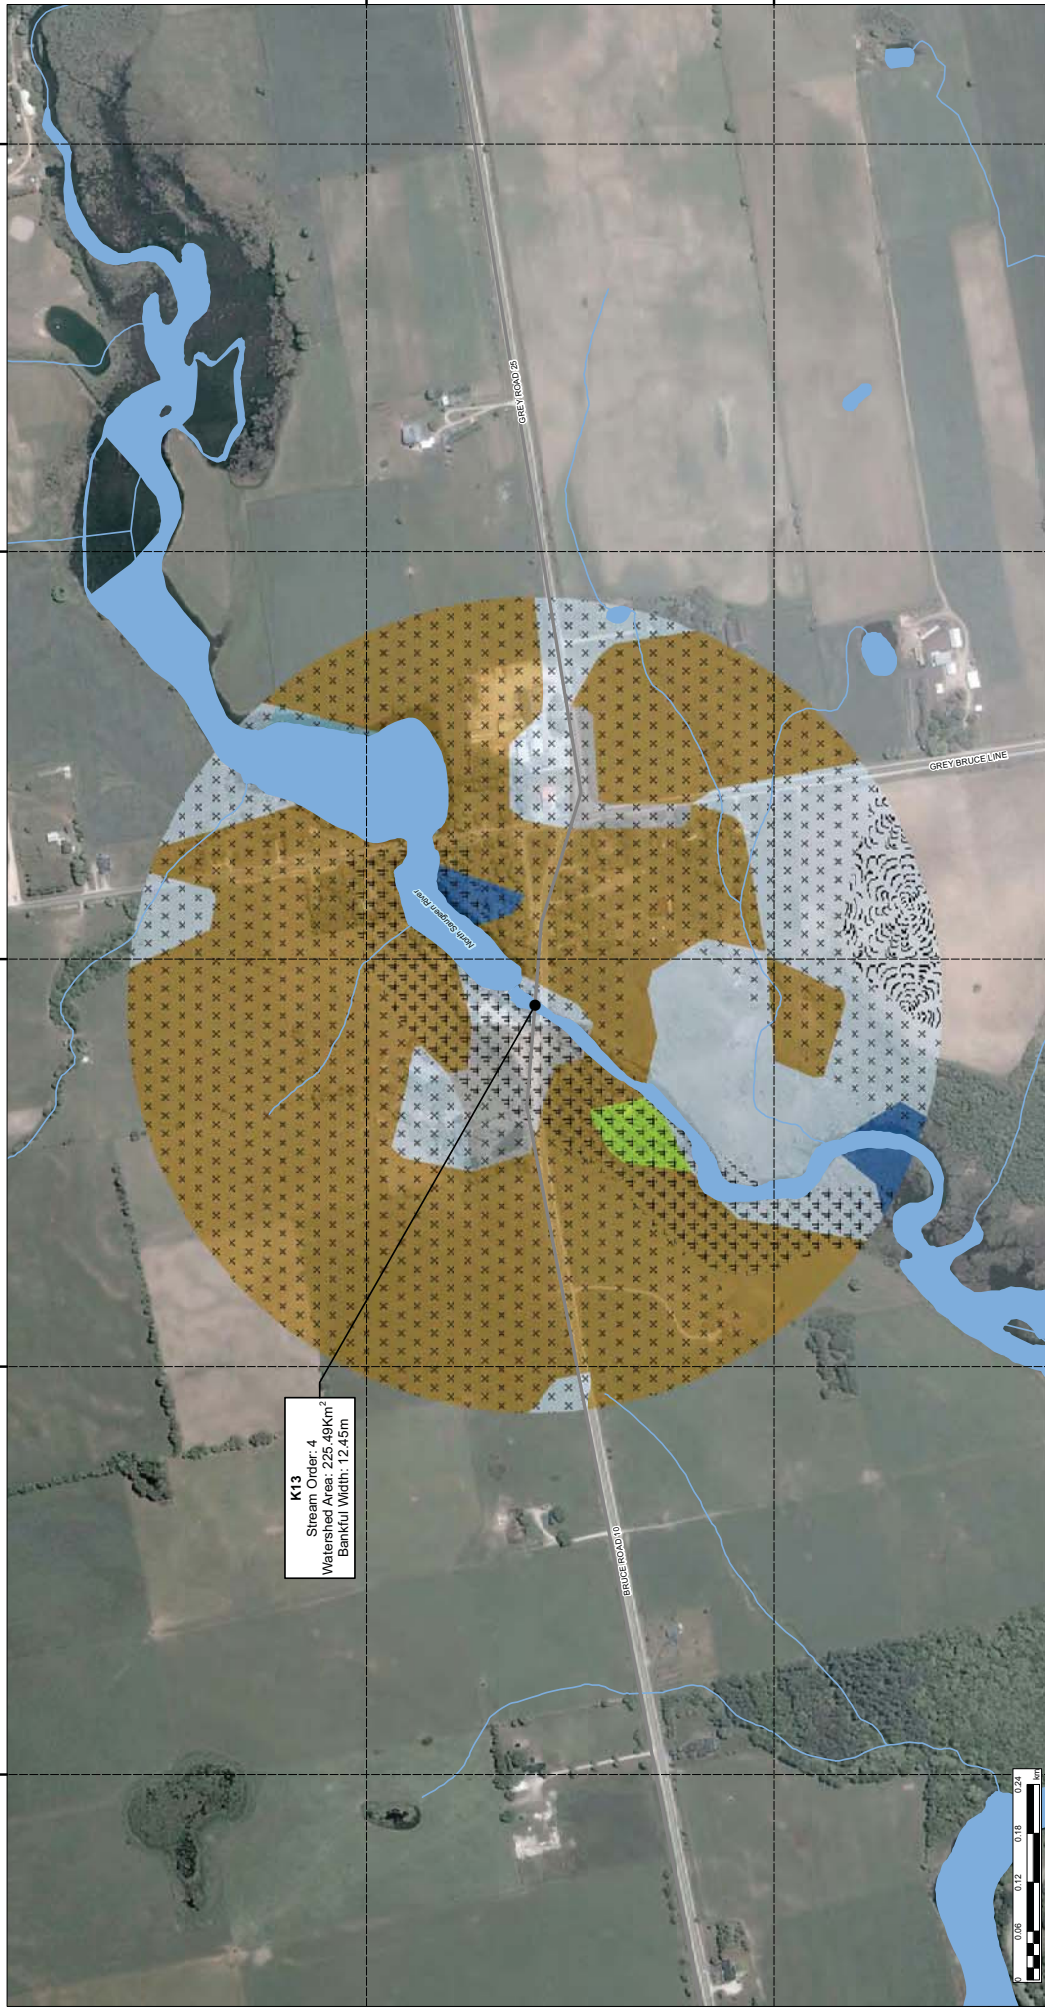 GREY ROAD 25
GREY BRUCE LINE
North Saugeen River
K13
Stream Order: 4
Watershed Area: 225.49Km²
Bankful Width: 12.45m
BRUCE ROAD 10
0 0.06 0.12 0.18 0.24
km